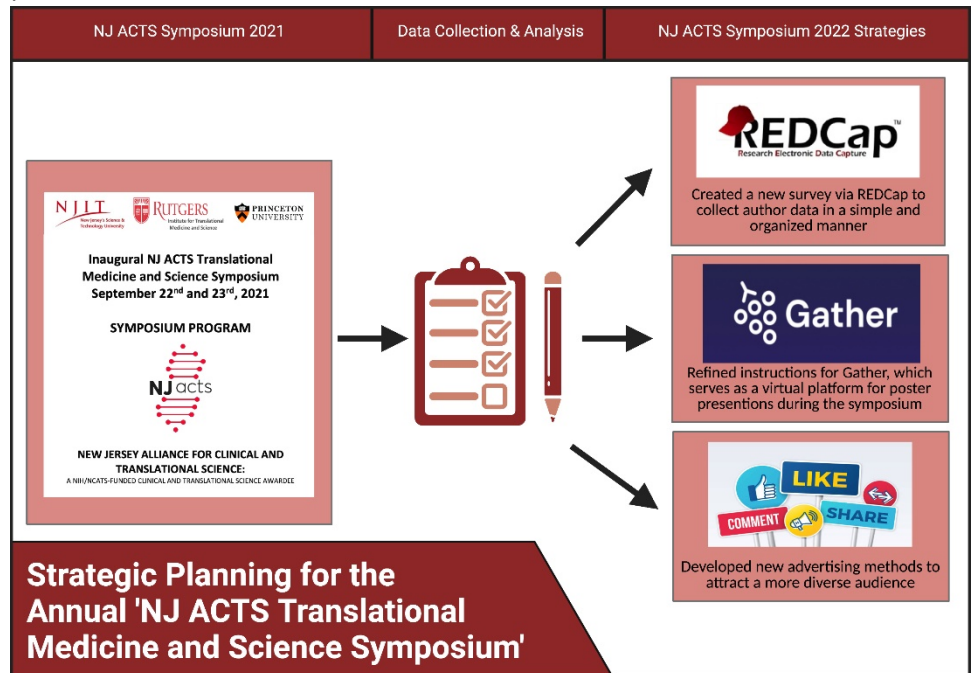 NJ ACTS Symposium 2021
Data Collection & Analysis
NJ ACTS Symposium 2022 Strategies
NJIT
New Jersey's Science &
Technology University
RUTGERS
Institute for Translational
Medicine and Science
PRINCETON
UNIVERSITY
Inaugural NJ ACTS Translational
Medicine and Science Symposium
September 22nd and 23rd, 2021
SYMPOSIUM PROGRAM
NJ acts
NEW JERSEY ALLIANCE FOR CLINICAL AND
TRANSLATIONAL SCIENCE:
A NIH/NCATS-FUNDED CLINICAL AND TRANSLATIONAL SCIENCE AWARDEE
REDCap™
Research Electronic Data Capture
Created a new survey via REDCap to
collect author data in a simple and
organized manner
Gather
Refined instructions for Gather, which
serves as a virtual platform for poster
presentions during the symposium
LIKE
COMMENT
SHARE
Developed new advertising methods to
attract a more diverse audience
Strategic Planning for the
Annual 'NJ ACTS Translational
Medicine and Science Symposium'